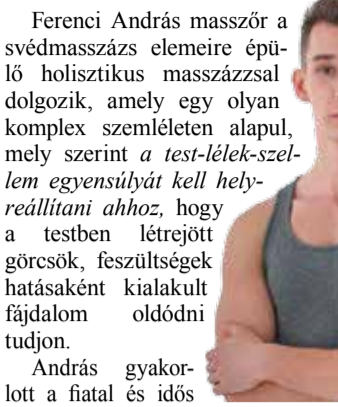 Ferenci András masszőr a
svédmasszázs elemeire épü-
lő holisztikus masszázzsal
dolgozik, amely egy olyan
komplex szemléleten alapul,
mely szerint a test-lélek-szel-
lem egyensúlyát kell hely-
reállítani ahhoz, hogy
a testben létrejött
görcsök, feszültségek
hatásaként kialakult
fájdalom oldódni
tudjon.
András gyakor-
lott a fiatal és idős